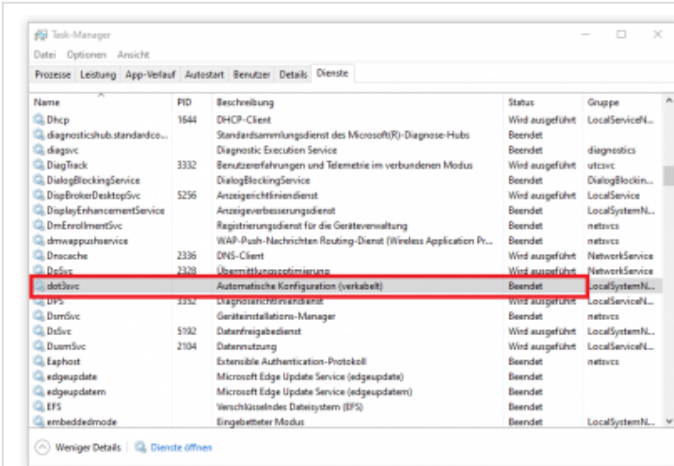 Task-Manager
Datei Optionen Ansicht
Prozesse Leistung App-Verlauf Autostart Benutzer Details Dienste
Name PID Beschreibung Status Gruppe
Dhcp 1644 DHCP-Client Wird ausgeführt LocalServiceN...
diagnosticshub.standardco... Standardsammlungsdienst des Microsoft(R)-Diagnose-Hubs Beendet
diagsvc Diagnostic Execution Service Beendet diagnostics
DiagTrack 3332 Benutzererfahrungen und Telemetrie im verbundenen Modus Wird ausgeführt utcsvc
DialogBlockingService DialogBlockingService Beendet DialogBlockin...
DispBrokerDesktopSvc 5256 Anzeigerichtliniendienst Wird ausgeführt LocalService
DisplayEnhancementService Anzeigeverbesserungsdienst Beendet LocalSystemN...
DmEnrollmentSvc Registrierungsdienst für die Geräteverwaltung Beendet netsvcs
dmwappushservice WAP-Push-Nachrichten Routing-Dienst (Wireless Application Pr... Beendet netsvcs
Dnscache 2336 DNS-Client Wird ausgeführt NetworkService
DoSvc 2328 Übermittlungsoptimierung Wird ausgeführt NetworkService
dot3svc Automatische Konfiguration (verkabelt) Beendet LocalSystemN...
DPS 3352 Diagnoserichtliniendienst Wird ausgeführt LocalServiceN...
DsmSvc Geräteinstallations-Manager Beendet netsvcs
DsSvc 5192 Datenfreigabedienst Wird ausgeführt LocalSystemN...
DusmSvc 2104 Datennutzung Wird ausgeführt LocalServiceN...
Eaphost Extensible Authentication-Protokoll Beendet netsvcs
edgeupdate Microsoft Edge Update Service (edgeupdate) Beendet
edgeupdatem Microsoft Edge Update Service (edgeupdatem) Beendet
EFS Verschlüsselndes Dateisystem (EFS) Beendet
embeddedmode Eingebetteter Modus Beendet LocalSystemN...
Weniger Details Dienste öffnen